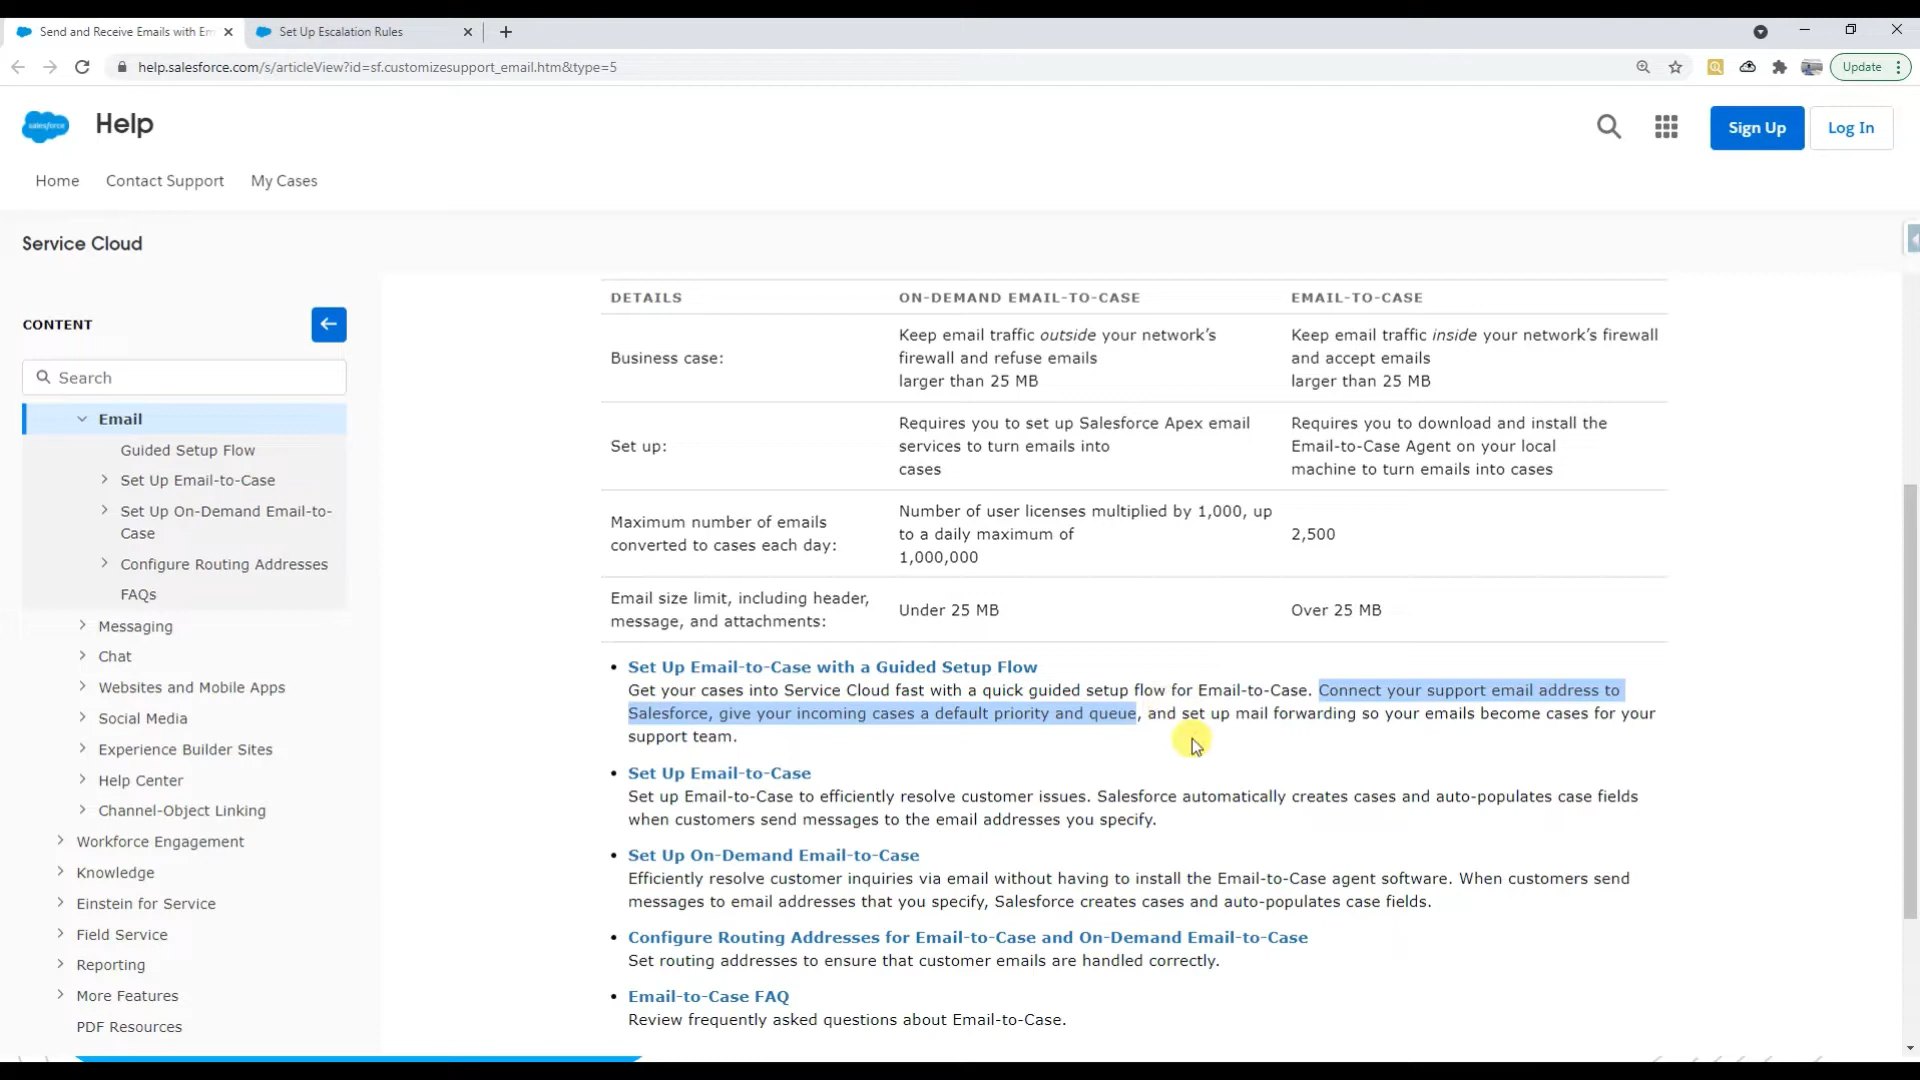 Send and Receive Emails with Em
Set Up Escalation Rules
help.salesforce.com/s/articleView?id=sf.customizesupport_email.htm&type=5
Update
salesforce
Help
Sign Up
Log In
Home
Contact Support
My Cases
Service Cloud
CONTENT
Search
Email
Guided Setup Flow
Set Up Email-to-Case
Set Up On-Demand Email-to-
Case
Configure Routing Addresses
FAQs
Messaging
Chat
Websites and Mobile Apps
Social Media
Experience Builder Sites
Help Center
Channel-Object Linking
Workforce Engagement
Knowledge
Einstein for Service
Field Service
Reporting
More Features
PDF Resources
DETAILS
ON-DEMAND EMAIL-TO-CASE
EMAIL-TO-CASE
Business case:
Keep email traffic outside your network’s
firewall and refuse emails
larger than 25 MB
Keep email traffic inside your network’s firewall
and accept emails
larger than 25 MB
Set up:
Requires you to set up Salesforce Apex email
services to turn emails into
cases
Requires you to download and install the
Email-to-Case Agent on your local
machine to turn emails into cases
Maximum number of emails
converted to cases each day:
Number of user licenses multiplied by 1,000, up
to a daily maximum of
1,000,000
2,500
Email size limit, including header,
message, and attachments:
Under 25 MB
Over 25 MB
• Set Up Email-to-Case with a Guided Setup Flow
Get your cases into Service Cloud fast with a quick guided setup flow for Email-to-Case. Connect your support email address to
Salesforce, give your incoming cases a default priority and queue, and set up mail forwarding so your emails become cases for your
support team.
• Set Up Email-to-Case
Set up Email-to-Case to efficiently resolve customer issues. Salesforce automatically creates cases and auto-populates case fields
when customers send messages to the email addresses you specify.
• Set Up On-Demand Email-to-Case
Efficiently resolve customer inquiries via email without having to install the Email-to-Case agent software. When customers send
messages to email addresses that you specify, Salesforce creates cases and auto-populates case fields.
• Configure Routing Addresses for Email-to-Case and On-Demand Email-to-Case
Set routing addresses to ensure that customer emails are handled correctly.
• Email-to-Case FAQ
Review frequently asked questions about Email-to-Case.